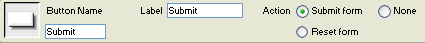 Button Name Label Submit Action Submit form None
Submit Reset form